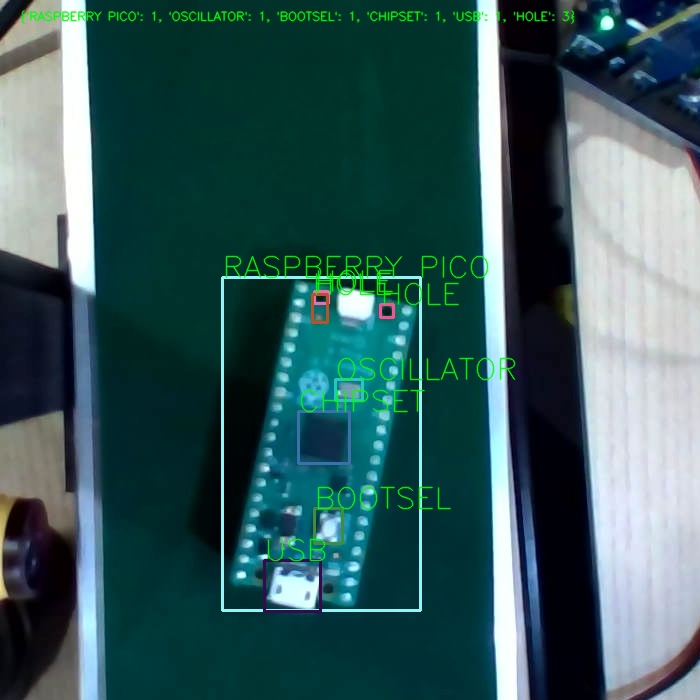 {'RASPBERRY PICO': 1, 'OSCILLATOR': 1, 'BOOTSEL': 1, 'CHIPSET': 1, 'USB': 1, 'HOLE': 3}
RASPBERRY PICO
HOLE
HOLE
OSCILLATOR
CHIPSET
BOOTSEL
USB